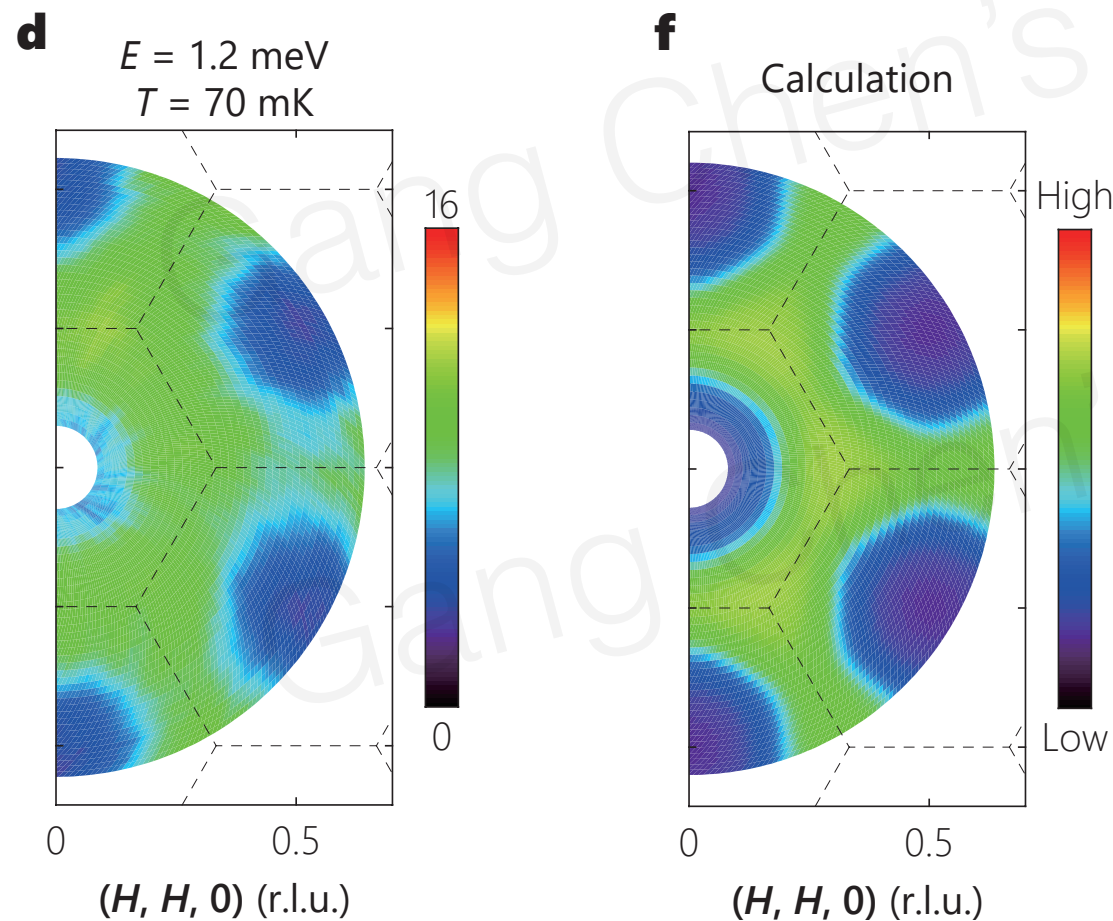 d
E = 1.2 meV
T = 70 mK
16
0
0
0.5
(H, H, 0) (r.l.u.)
f
Calculation
High
Low
0
0.5
(H, H, 0) (r.l.u.)
Gang Chen's
Gang Chen'